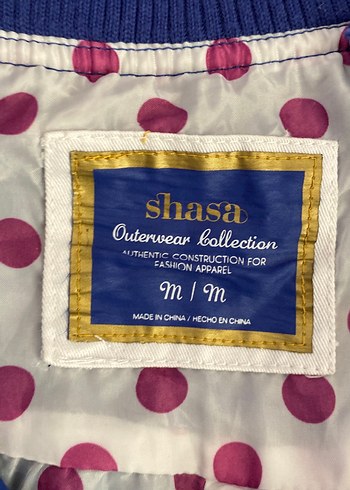 shasa
Outerwear Collection
AUTHENTIC CONSTRUCTION FOR
FASHION APPAREL
M / M
MADE IN CHINA / HECHO EN CHINA